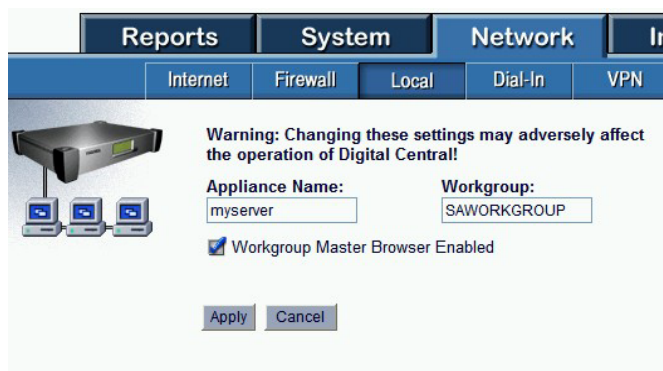 Reports System Network
Internet Firewall Local Dial-In VPN
Warning: Changing these settings may adversely affect
the operation of Digital Central!
Appliance Name: Workgroup:
myserver SAWORKGROUP
Workgroup Master Browser Enabled
Apply Cancel